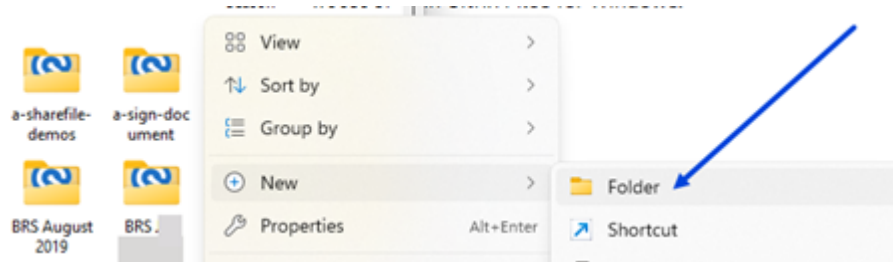 View
Sort by
a-sharefile-
demos
a-sign-doc
ument
Group by
New
Folder
BRS August
2019
BRS
Properties
Alt+Enter
Shortcut